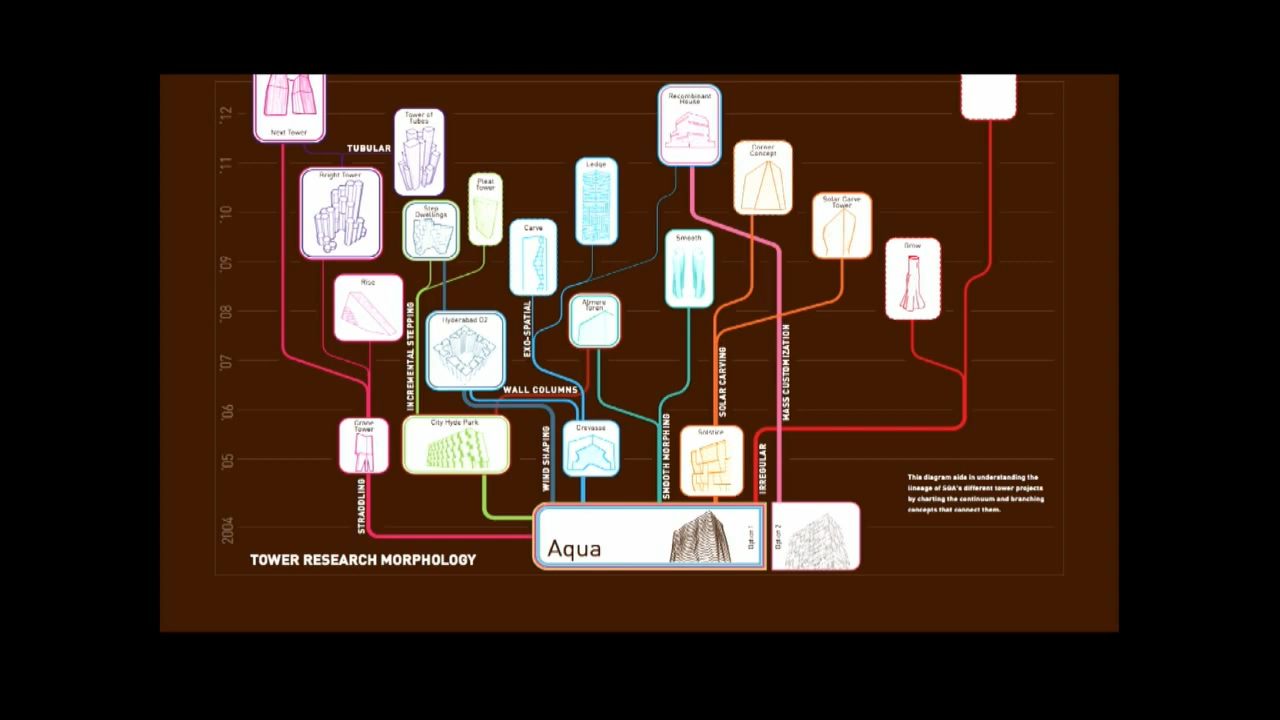 '12
Next Tower
TUBULAR
Tower of
Tubes
Recombinant
House
Corner
Concept
'11
Bright Tower
Pleat
Tower
Ledge
'10
Step
Dwellings
Solar Carve
Tower
Carve
Smooth
Grow
'09
Rise
Almere
Toren
'08
Hyderabad O2
INCREMENTAL STEPPING
EXO-SPATIAL
SOLAR CARVING
MASS CUSTOMIZATION
'07
WALL COLUMNS
'06
Crane
Tower
City Hyde Park
Crevasse
Solstice
WIND SHAPING
SMOOTH MORPHING
IRREGULAR
'05
STRADDLING
This diagram aids in understanding the
lineage of SGA's different tower projects
by charting the continuum and branching
concepts that connect them.
2004
Aqua
Option 1
Option 2
TOWER RESEARCH MORPHOLOGY